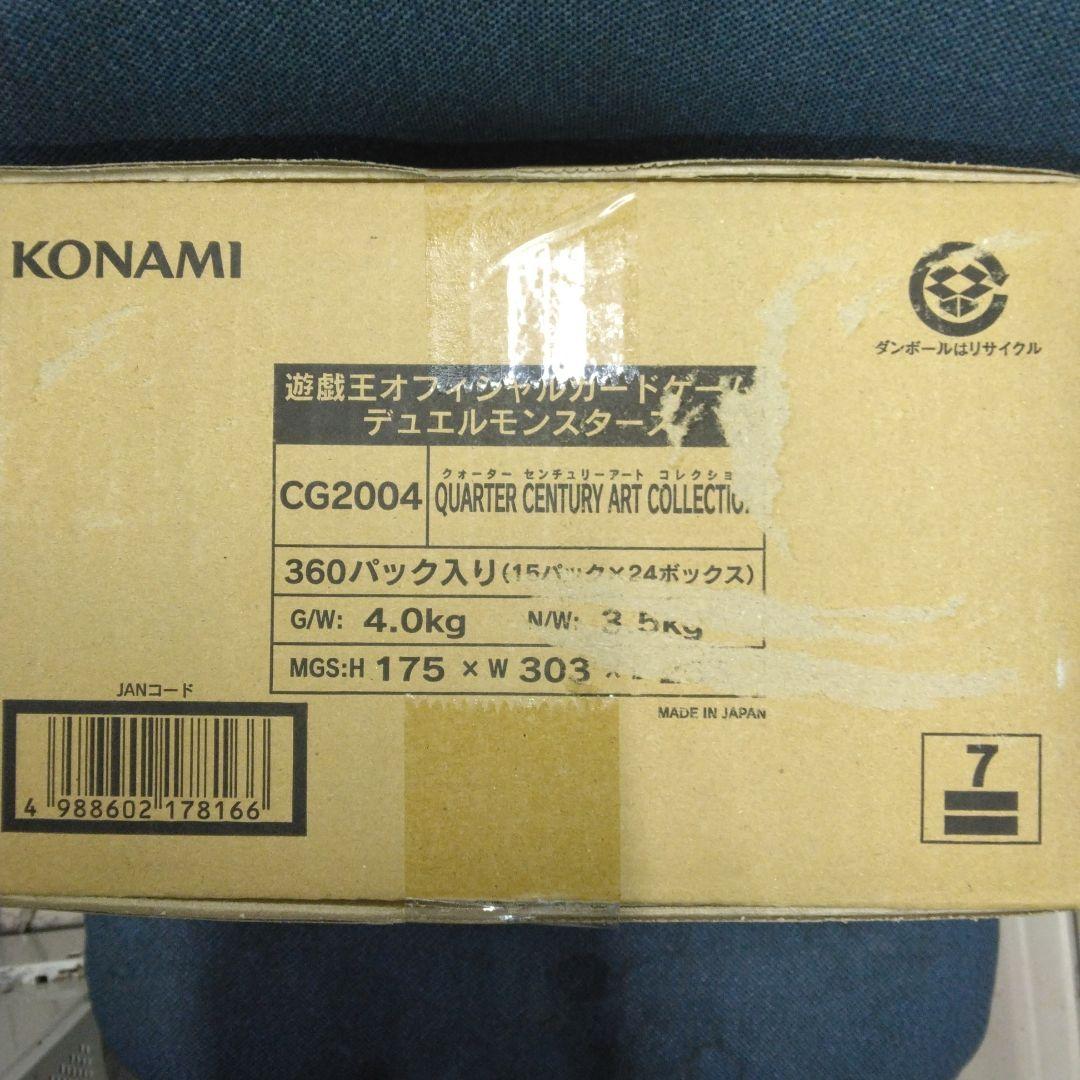 KONAMI
ダンボールはリサイクル
遊戯王オフィシャルカードゲーム
デュエルモンスターズ
クォーター センチュリーアート コレクショ
CG2004 QUARTER CENTURY ART COLLECTIO
360パック入り(15パック×24ボックス)
G/W: 4.0kg N/W: 3.5kg
MGS:H 175 × W 303 ×
MADE IN JAPAN
JANコード
4 988602 178166
7